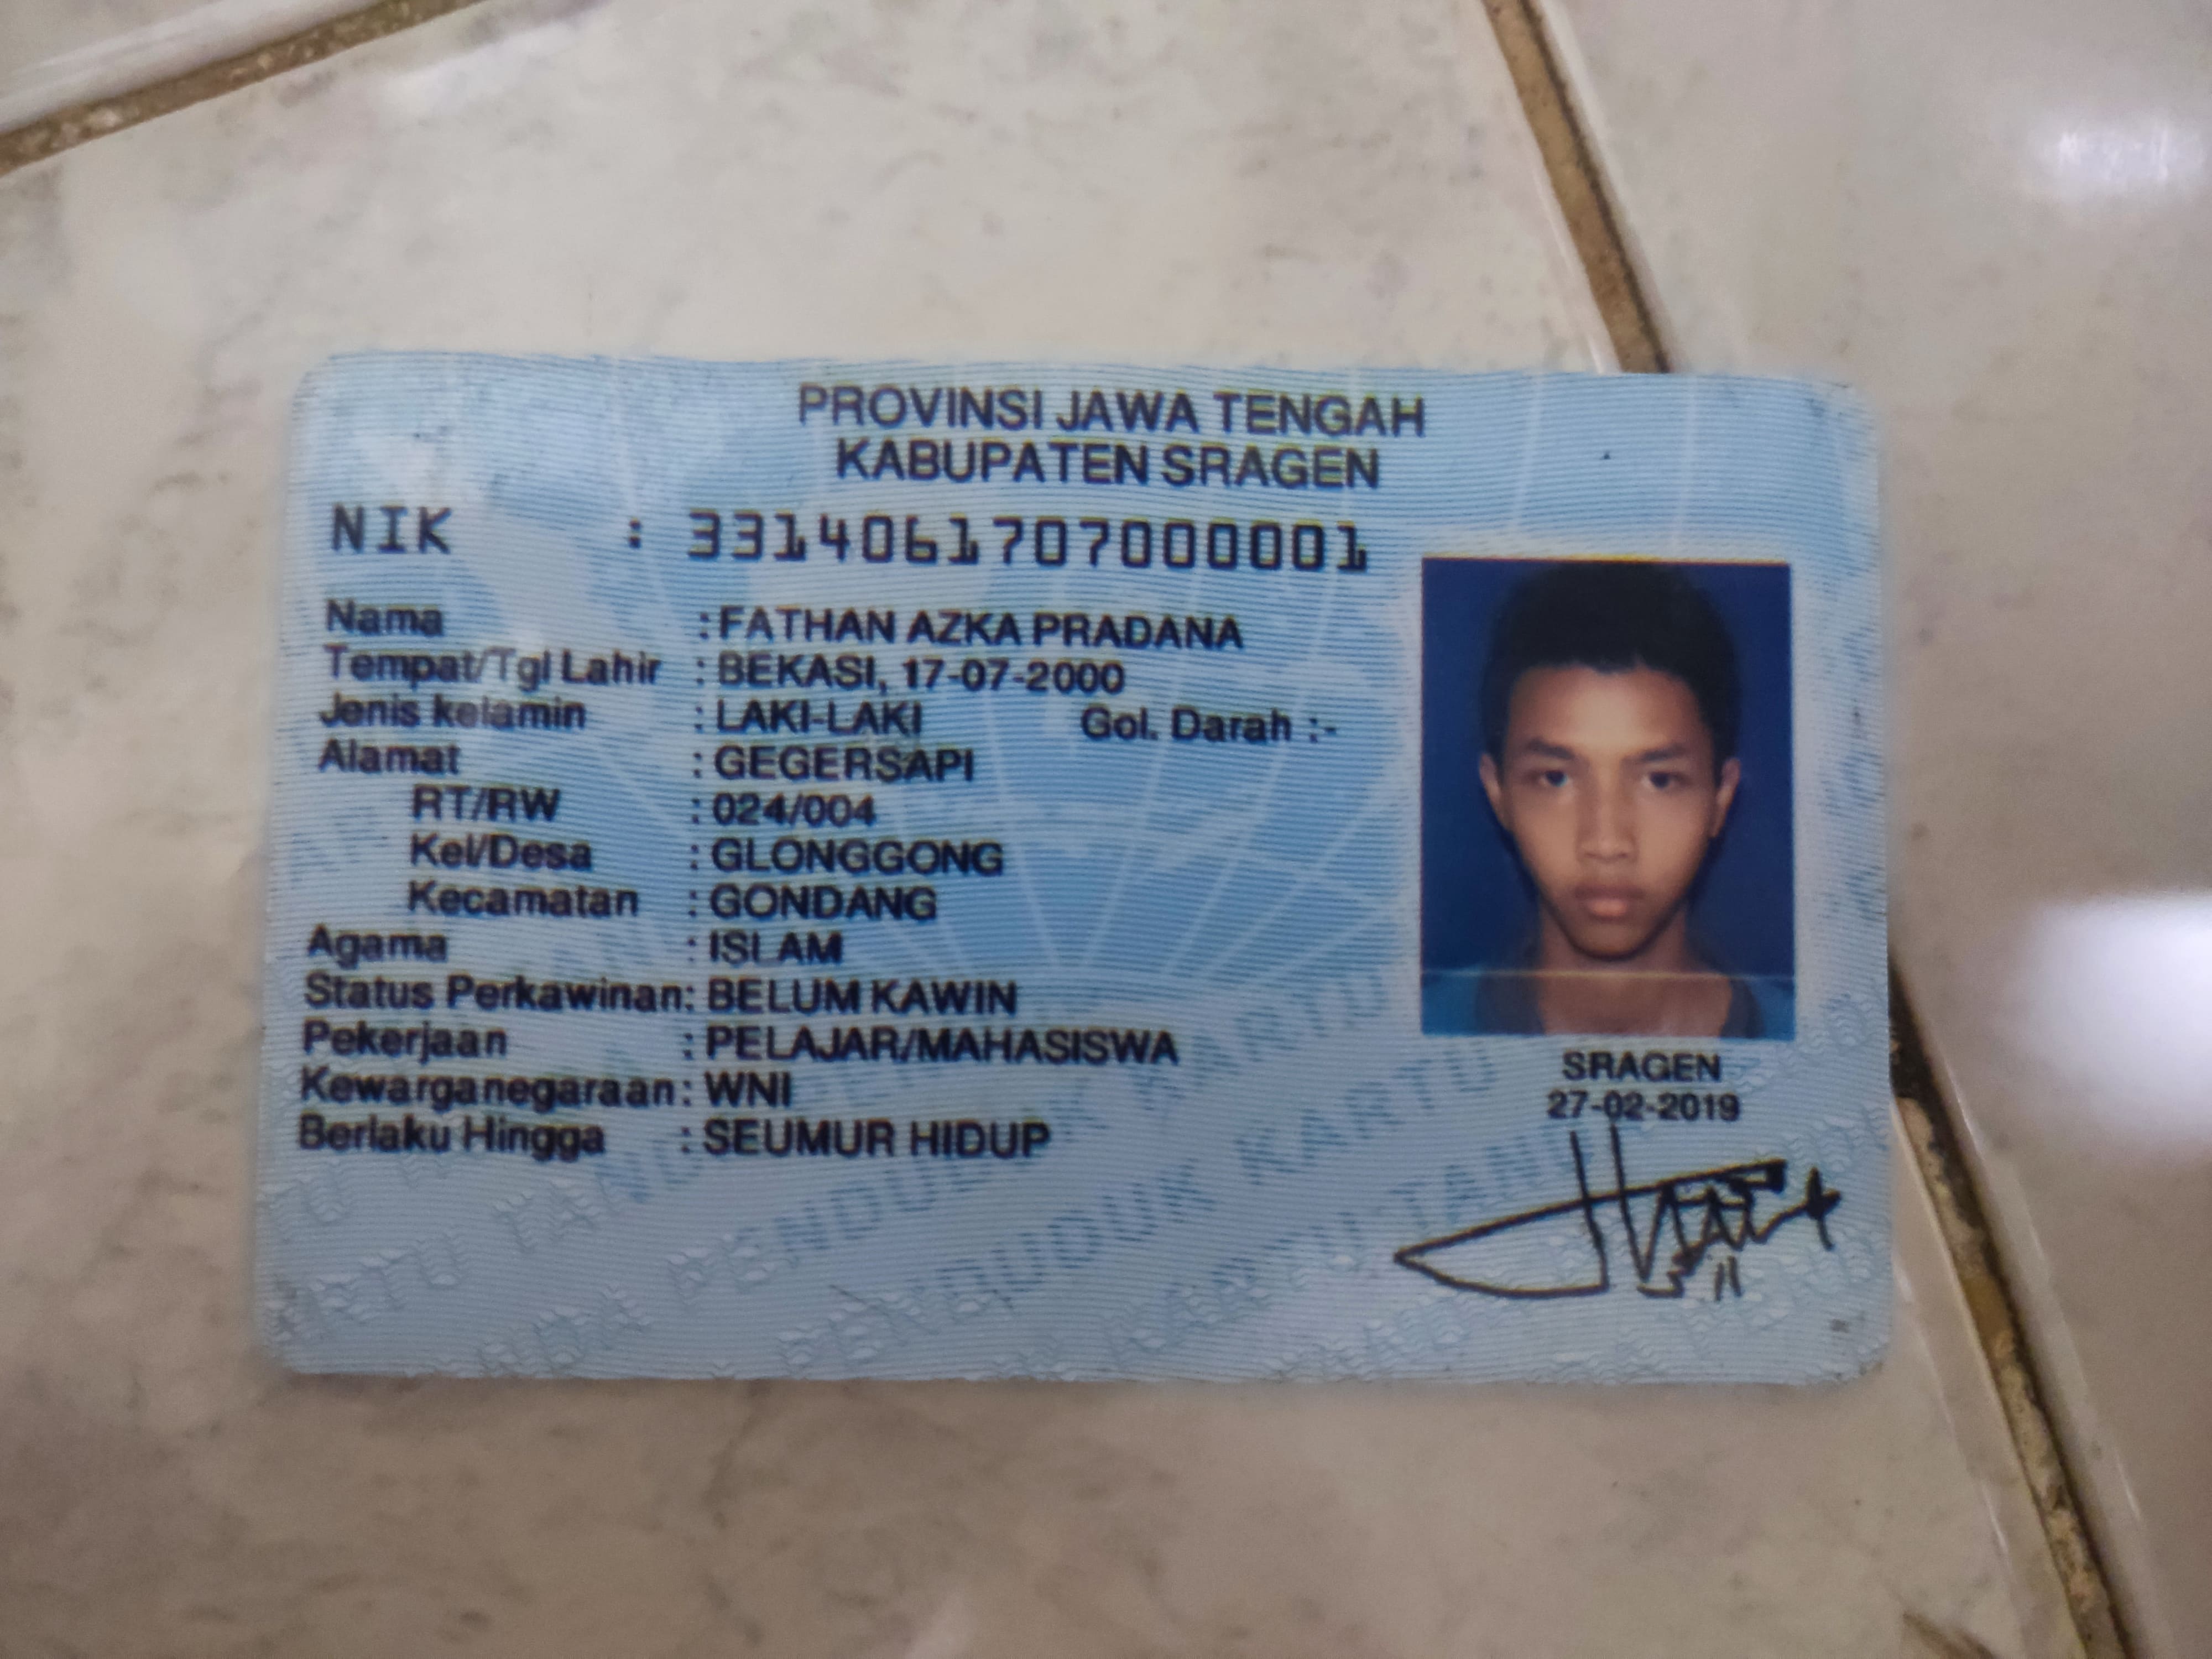 PROVINSI JAWA TENGAH
KABUPATEN SRAGEN
NIK : 3314061707000001
Nama : FATHAN AZKA PRADANA
Tempat/Tgl Lahir : BEKASI, 17-07-2000
Jenis kelamin : LAKI-LAKI Gol. Darah :-
Alamat : GEGERSAPI
RT/RW : 024/004
Kel/Desa : GLONGGONG
Kecamatan : GONDANG
Agama : ISLAM
Status Perkawinan: BELUM KAWIN
Pekerjaan : PELAJAR/MAHASISWA
Kewarganegaraan: WNI
Berlaku Hingga : SEUMUR HIDUP
SRAGEN
27-02-2019